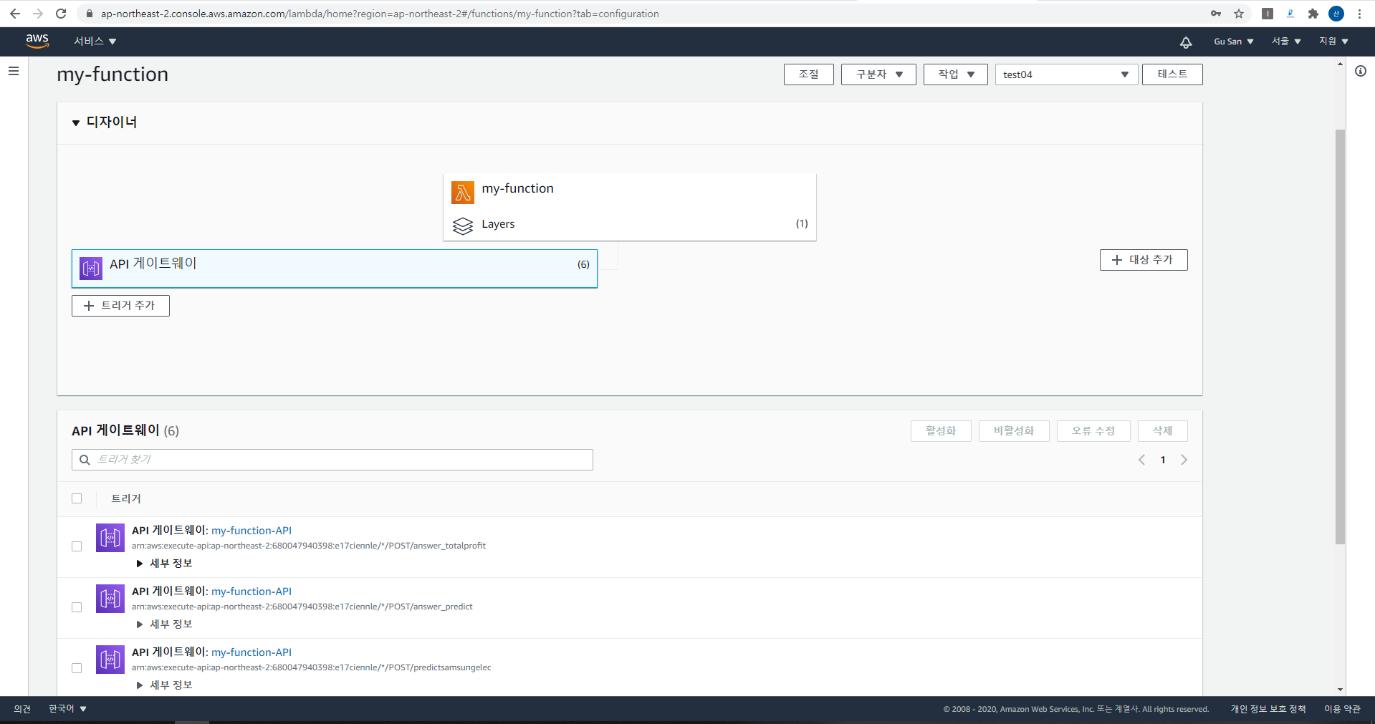 ap-northeast-2.console.aws.amazon.com/lambda/home?region=ap-northeast-2#/functions/my-function?tab=configuration
산
aws 서비스 Gu San 서울 지원
my-function 조절 구분자 작업 test04 테스트
디자이너
my-function
Layers (1)
API 게이트웨이 (6)
+ 대상 추가
+ 트리거 추가
API 게이트웨이 (6) 활성화 비활성화 오류 수정 삭제
트리거 찾기 1
트리거
API 게이트웨이: my-function-API
arn:aws:execute-api:ap-northeast-2:680047940398:e17ciennle/*/POST/answer_totalprofit
세부 정보
API 게이트웨이: my-function-API
arn:aws:execute-api:ap-northeast-2:680047940398:e17ciennle/*/POST/answer_predict
세부 정보
API 게이트웨이: my-function-API
arn:aws:execute-api:ap-northeast-2:680047940398:e17ciennle/*/POST/predictsamsungelec
세부 정보
의견 한국어 © 2008 - 2020, Amazon Web Services, Inc. 또는 계열사. All rights reserved. 개인 정보 보호 정책 이용 약관